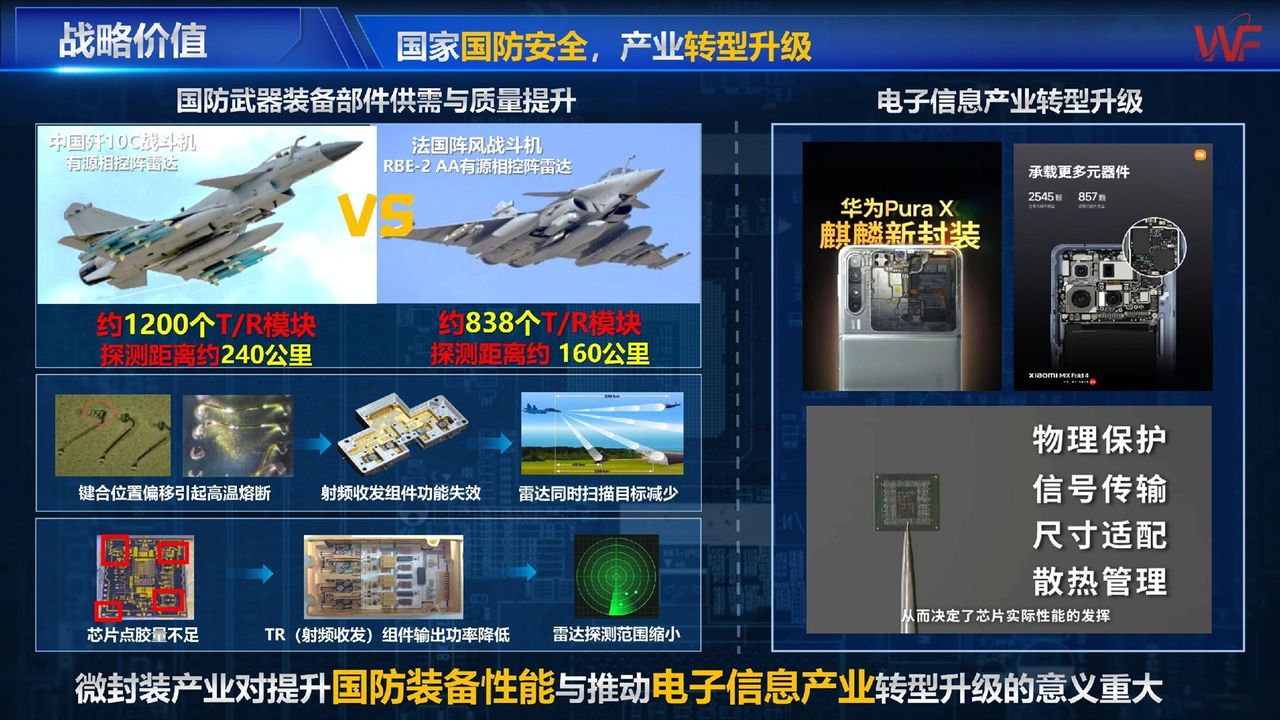 战略价值
国家国防安全，产业转型升级
WF
国防武器装备部件供需与质量提升
中国歼10C战斗机
有源相控阵雷达
VS
法国阵风战斗机
RBE-2 AA有源相控阵雷达
约1200个T/R模块
探测距离约240公里
约838个T/R模块
探测距离约 160公里
键合位置偏移引起高温熔断
射频收发组件功能失效
雷达同时扫描目标减少
芯片点胶量不足
TR（射频收发）组件输出功率降低
雷达探测范围缩小
电子信息产业转型升级
华为Pura X
麒麟新封装
承载更多元器件
2545颗 857颗
XIAOMI MIX Fold 4
物理保护
信号传输
尺寸适配
散热管理
从而决定了芯片实际性能的发挥
微封装产业对提升国防装备性能与推动电子信息产业转型升级的意义重大